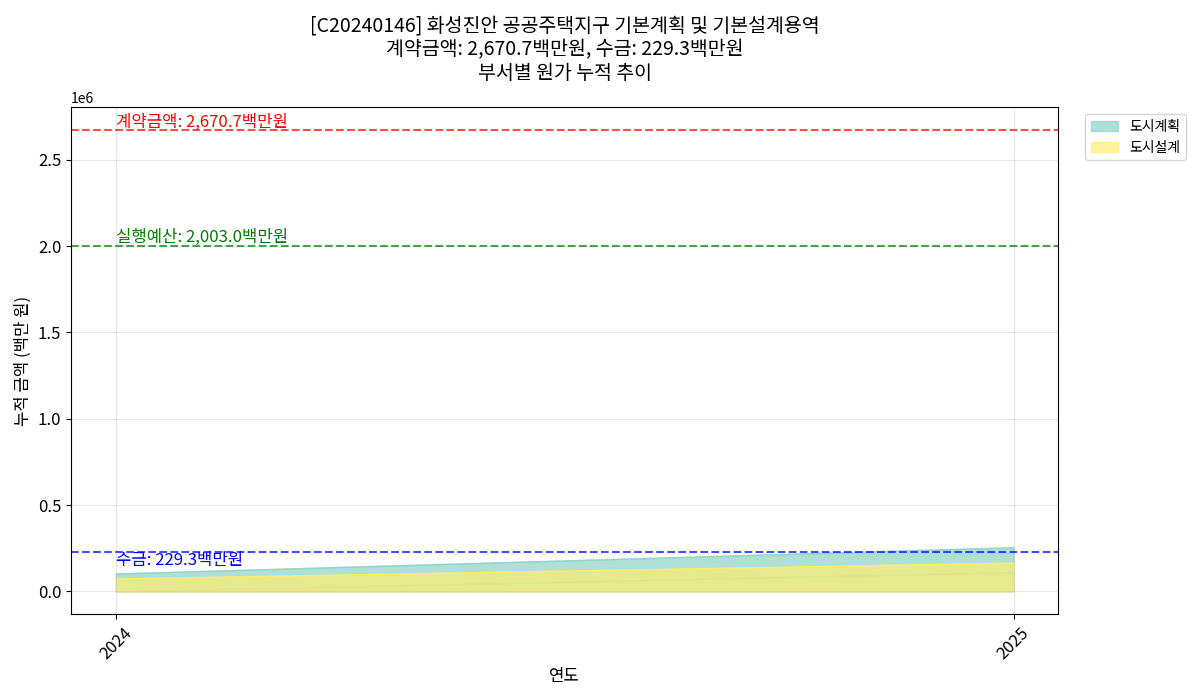 [C20240146] 화성진안 공공주택지구 기본계획 및 기본설계용역
계약금액: 2,670.7백만원, 수금: 229.3백만원
부서별 원가 누적 추이
1e6
계약금액: 2,670.7백만원
실행예산: 2,003.0백만원
수금: 229.3백만원
2.5
2.0
1.5
1.0
0.5
0.0
누적 금액 (백만 원)
2024
2025
연도
도시계획
도시설계